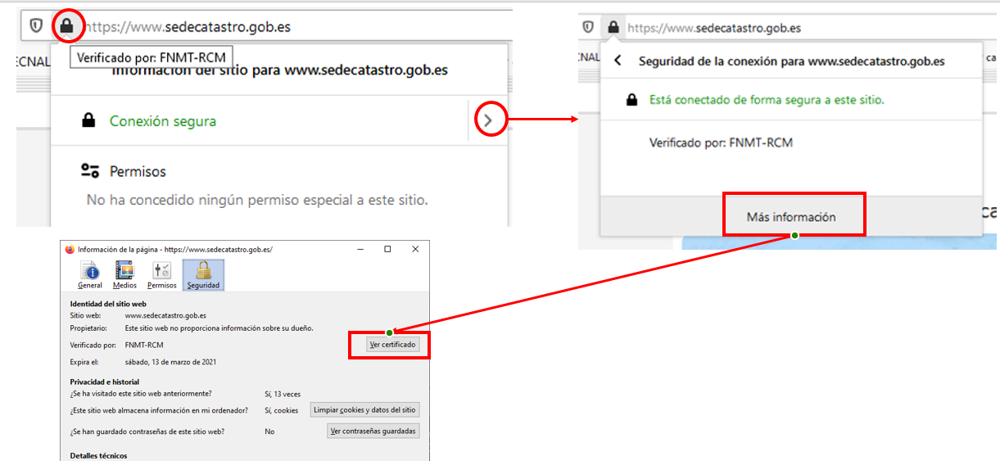 https://www.sedecatastro.gob.es
Verificado por: FNMT-RCM
Información del sitio para www.sedecatastro.gob.es
Conexión segura
Permisos
No ha concedido ningún permiso especial a este sitio.
https://www.sedecatastro.gob.es
Seguridad de la conexión para www.sedecatastro.gob.es
Está conectado de forma segura a este sitio.
Verificado por: FNMT-RCM
Más información
Información de la página - https://www.sedecatastro.gob.es/
General Medios Permisos Seguridad
Identidad del sitio web
Sitio web: www.sedecatastro.gob.es
Propietario: Este sitio web no proporciona información sobre su dueño.
Verificado por: FNMT-RCM Ver certificado
Expira el: sábado, 13 de marzo de 2021
Privacidad e historial
¿Se ha visitado este sitio web anteriormente? Sí, 13 veces
¿Este sitio web almacena información en mi ordenador? Sí, cookies Limpiar cookies y datos del sitio
¿Se han guardado contraseñas de este sitio web? No Ver contraseñas guardadas
Detalles técnicos